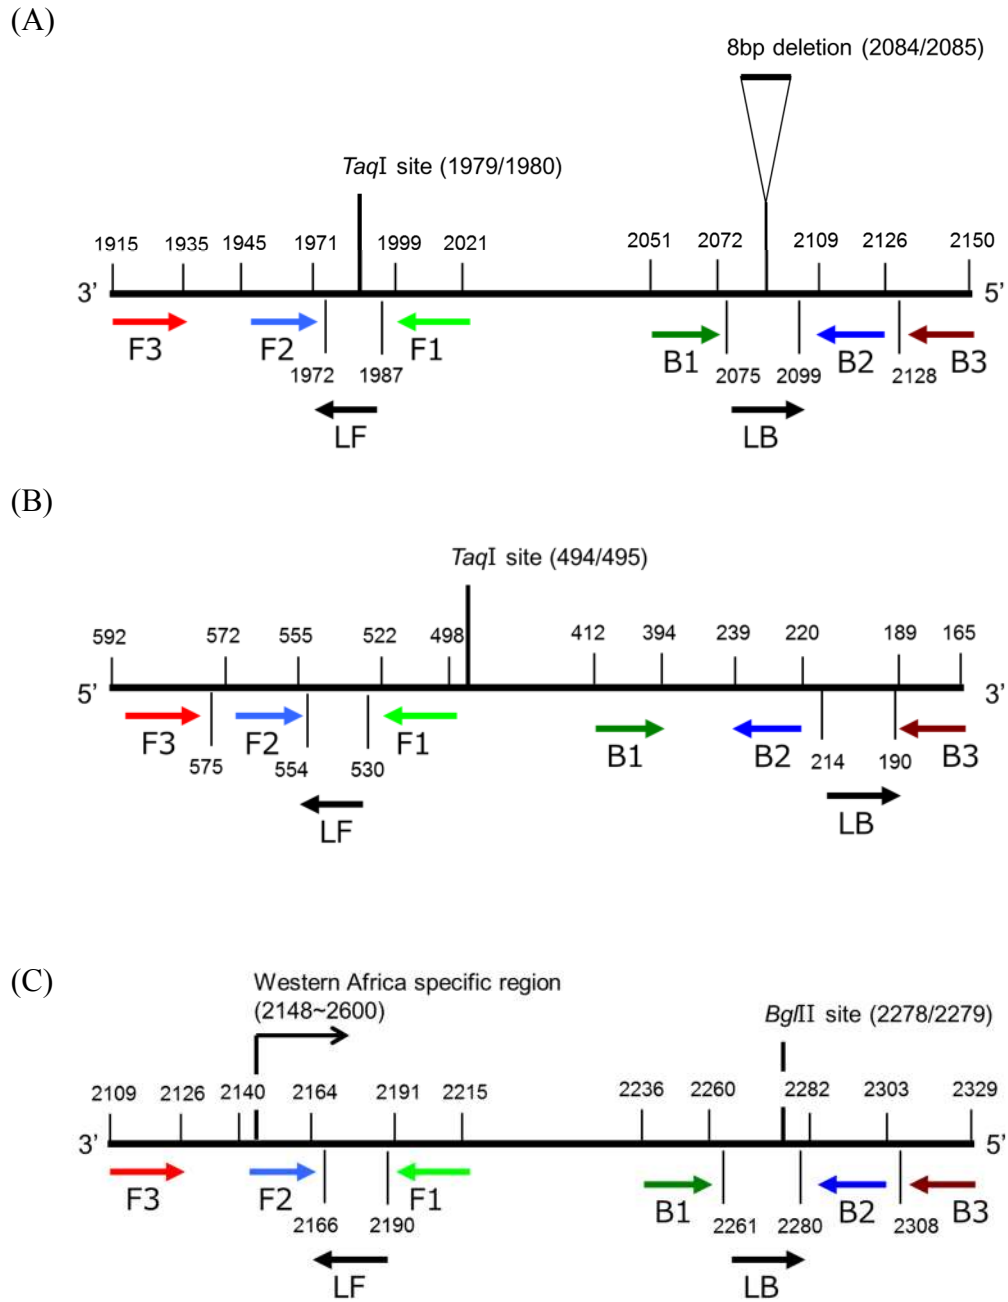 (A)
8bp deletion (2084/2085)
TaqI site (1979/1980)
1915 1935 1945 1971 1999 2021 2051 2072 2109 2126 2150
3’ 5’
F3 F2 F1 B1 B2 B3
1972 1987 2075 2099 2128
LF LB
(B)
TaqI site (494/495)
592 572 555 522 498 412 394 239 220 189 165
5’ 3’
F3 F2 F1 B1 B2 B3
575 554 530 214 190
LF LB
(C)
Western Africa specific region
(2148~2600)
BglII site (2278/2279)
2109 2126 2140 2164 2191 2215 2236 2260 2282 2303 2329
3’ 5’
F3 F2 F1 B1 B2 B3
2166 2190 2261 2280 2308
LF LB